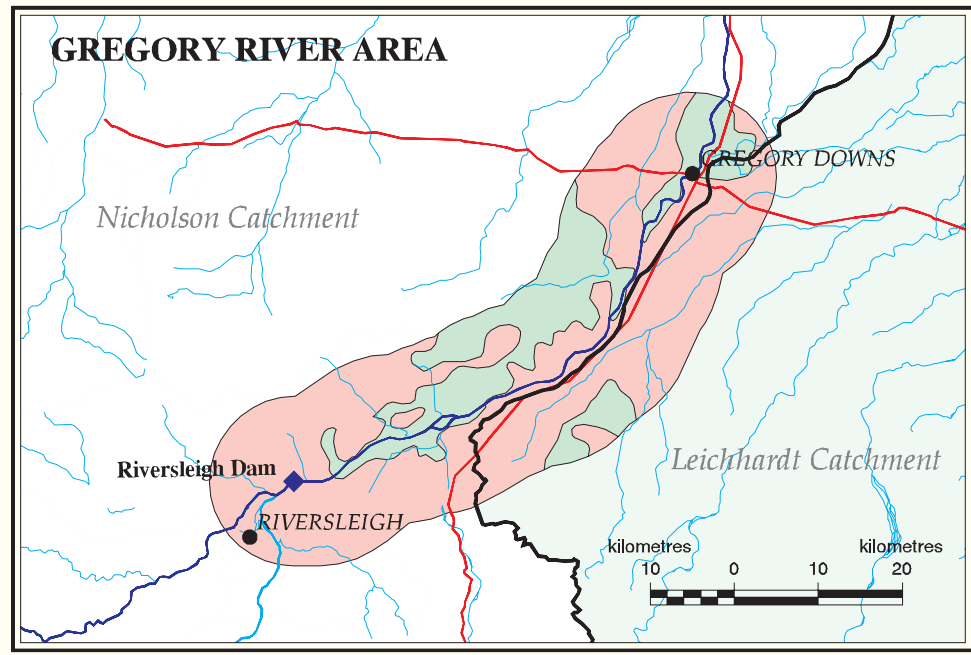 GREGORY RIVER AREA
GREGORY DOWNS
Nicholson Catchment
Leichhardt Catchment
Riversleigh Dam
RIVERSLEIGH
kilometres kilometres
10 0 10 20